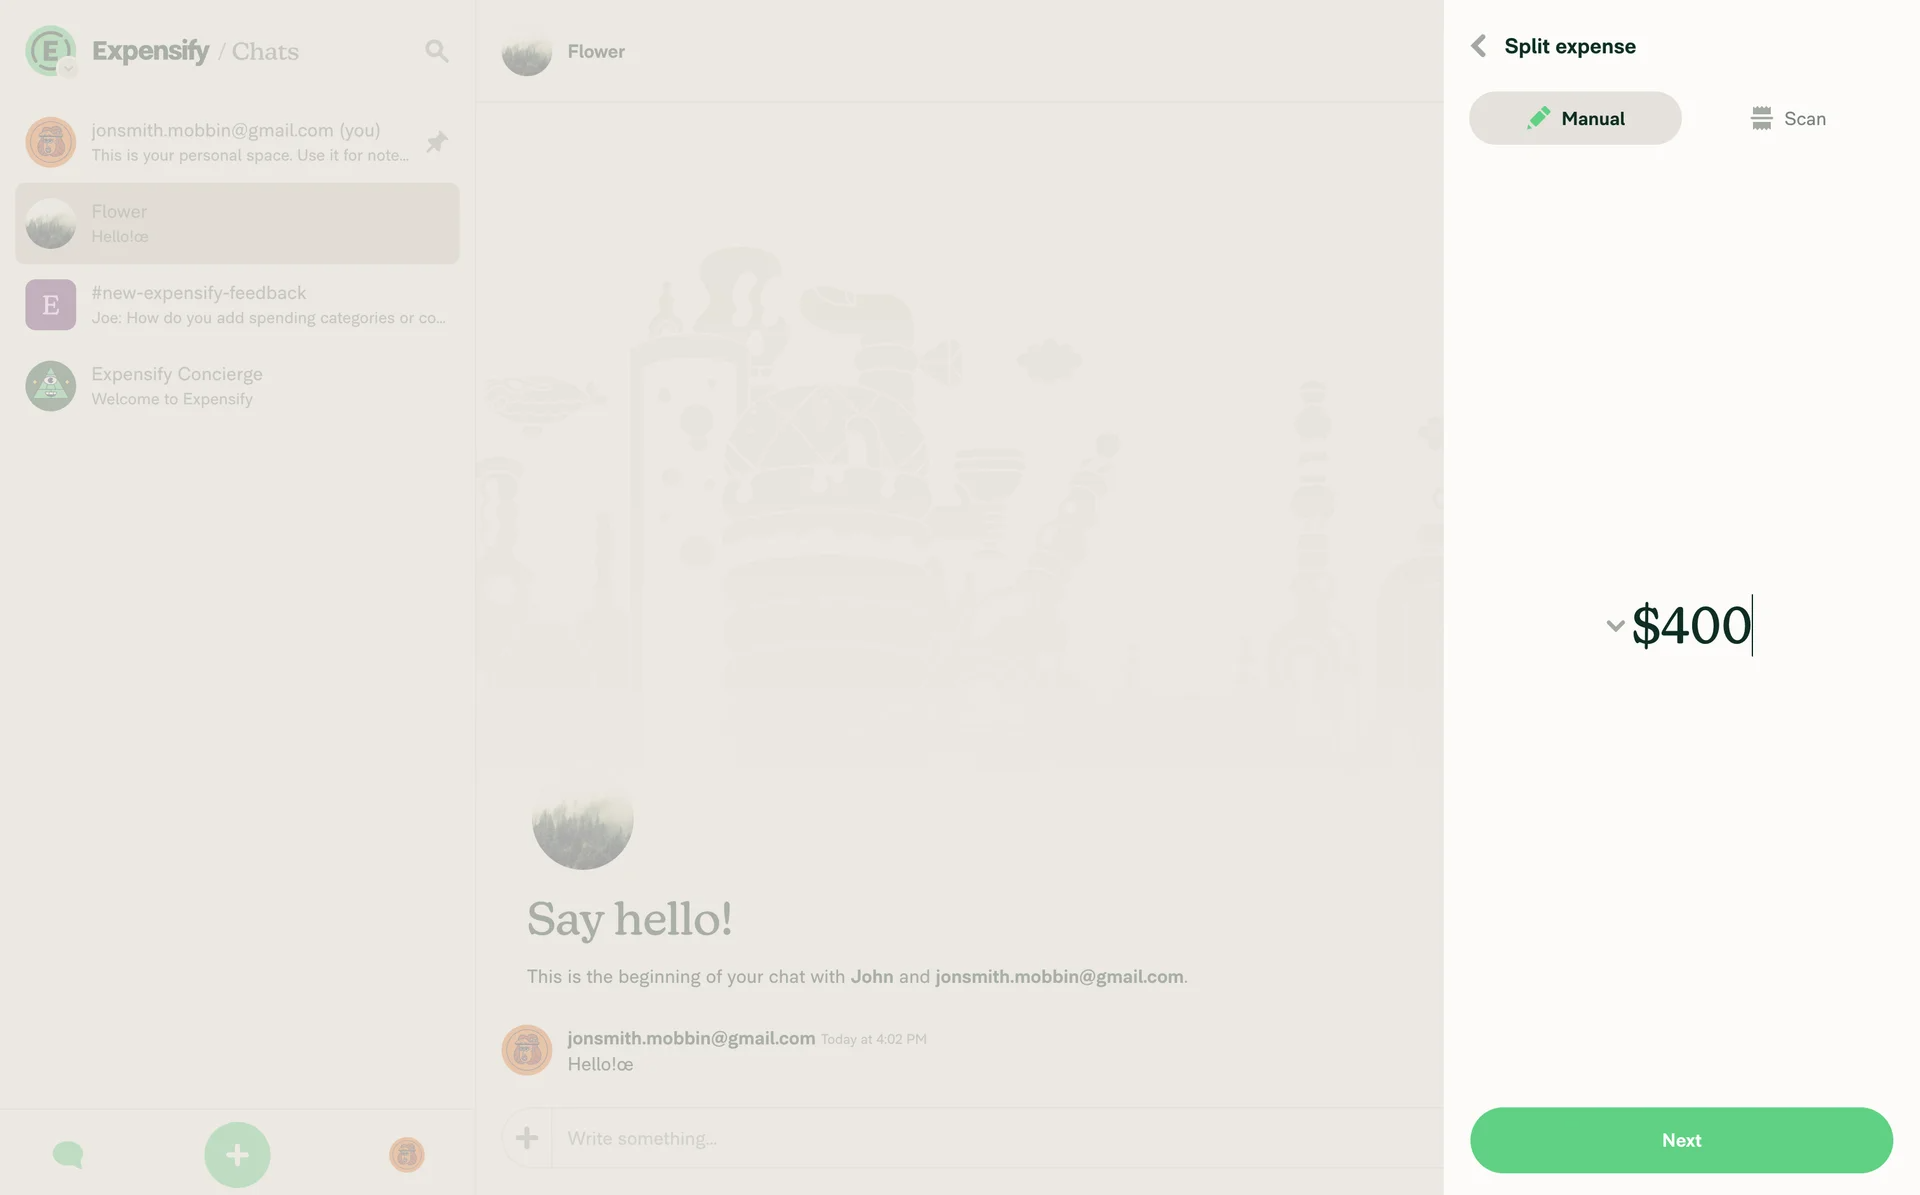 Expensify / Chats
jonsmith.mobbin@gmail.com (you)
This is your personal space. Use it for note...
Flower
Hello!œ
E
#new-expensify-feedback
Joe: How do you add spending categories or co...
Expensify Concierge
Welcome to Expensify
Flower
Say hello!
This is the beginning of your chat with John and jonsmith.mobbin@gmail.com.
jonsmith.mobbin@gmail.com Today at 4:02 PM
Hello!œ
Write something...
Split expense
Manual
Scan
$400
Next